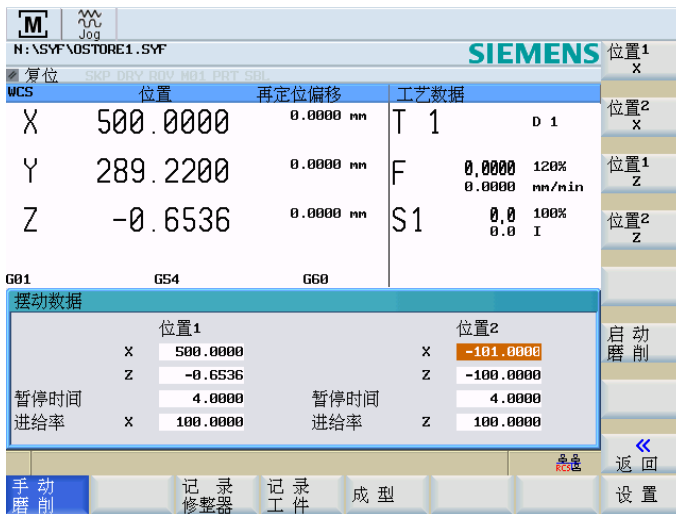 M Jog
N:\SYF\OSTORE1.SYF
SIEMENS
位置1 X
复位 SKP DRY ROV M01 PRT SBL
WCS 位置 再定位偏移 工艺数据
位置2 X
X 500.0000 0.0000 mm T 1 D 1
位置1 Z
Y 289.2200 0.0000 mm F 0.0000 120%
0.0000 mm/min
位置2 Z
Z -0.6536 0.0000 mm S1 0.0 100%
0.0 I
G01 G54 G60
摆动数据
位置1 位置2
启动磨削
X 500.0000 X -101.0000
Z -0.6536 Z -100.0000
暂停时间 4.0000 暂停时间 4.0000
进给率 X 100.0000 进给率 Z 100.0000
RCS
« 返回
手动磨削 记录修整器 记录工件 成型 设置